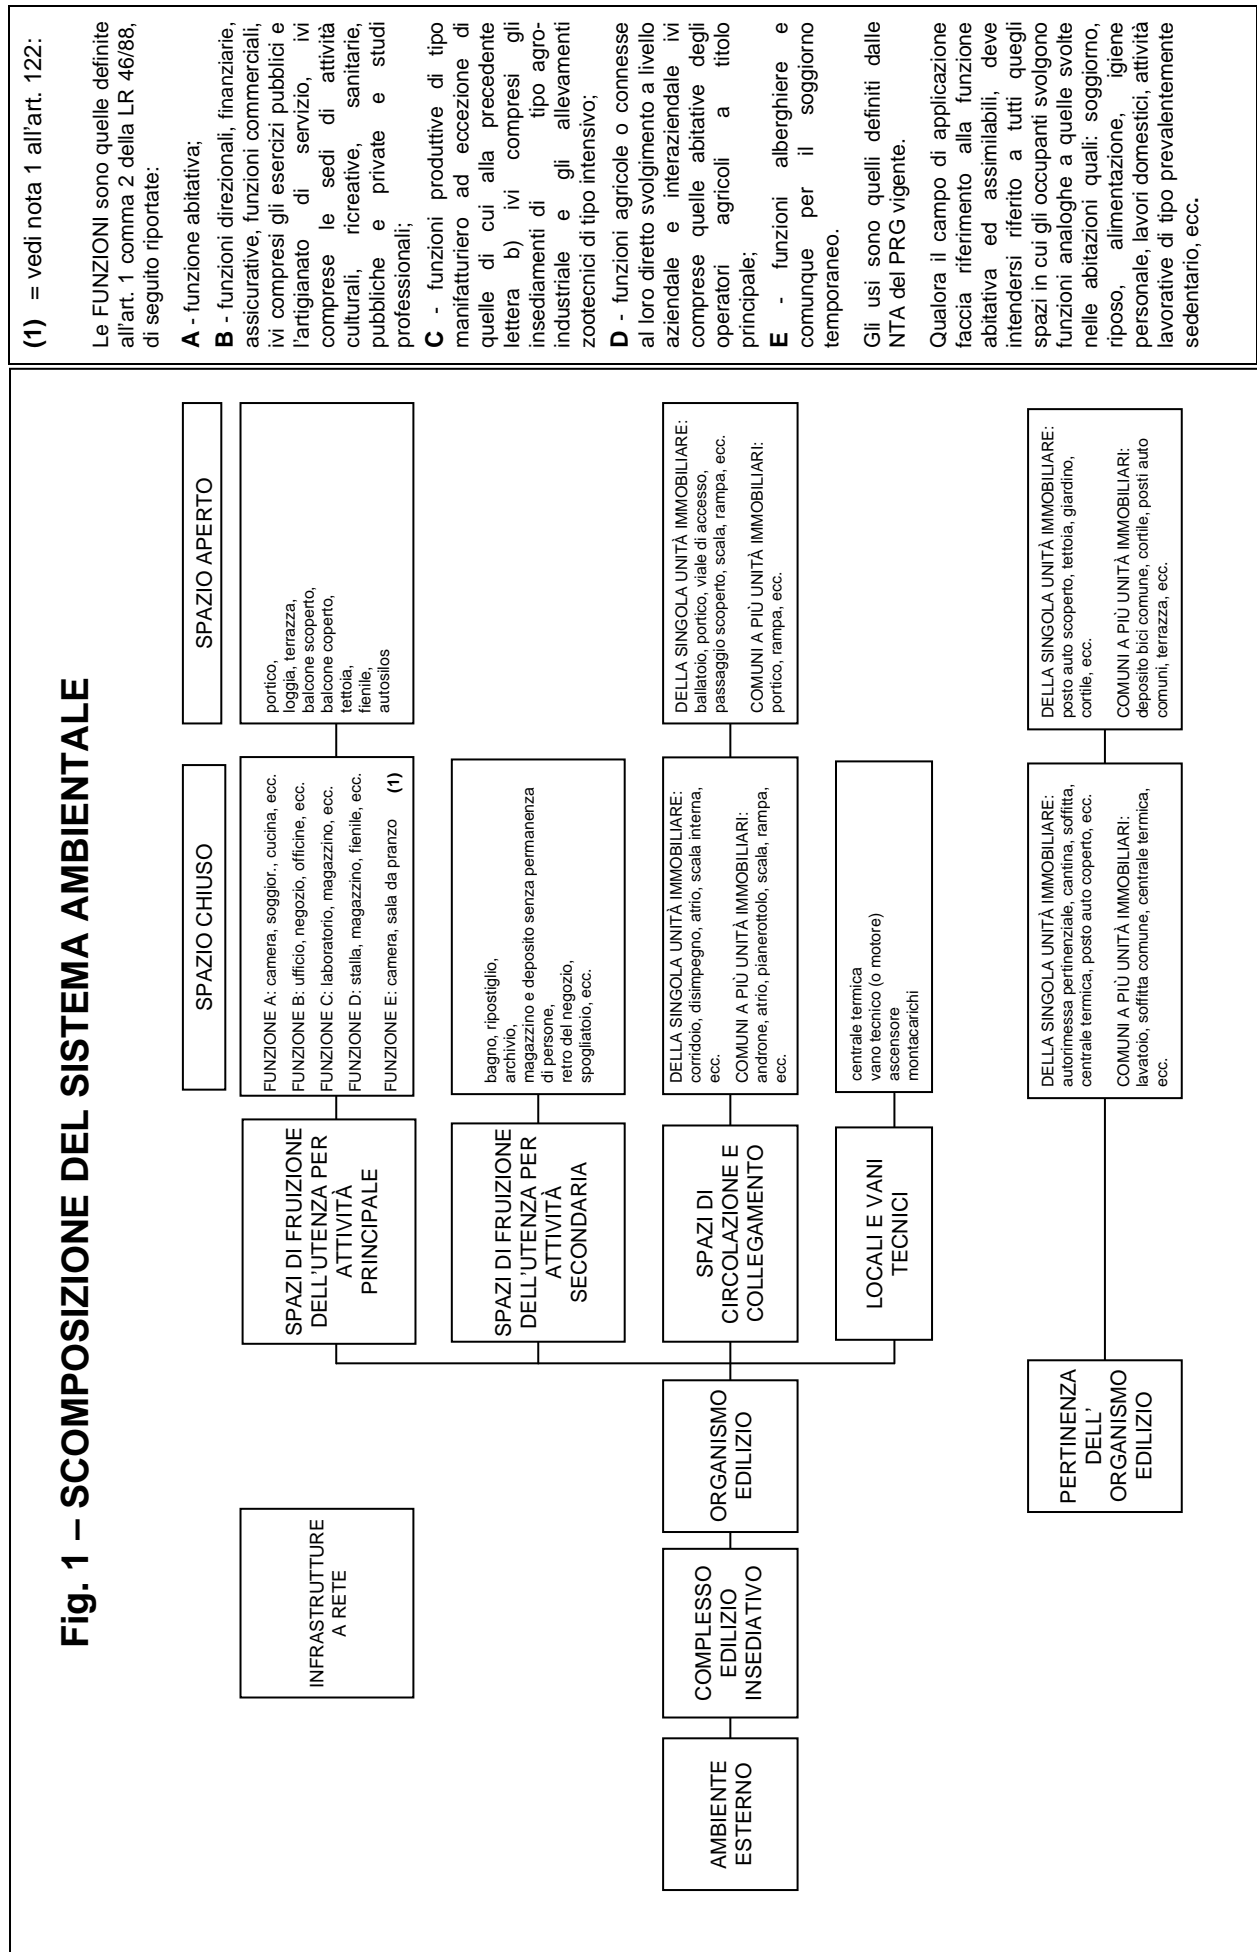 Fig. 1 – SCOMPOSIZIONE DEL SISTEMA AMBIENTALE
SPAZIO CHIUSO
SPAZIO APERTO
INFRASTRUTTURE
A RETE
AMBIENTE
ESTERNO
COMPLESSO
EDILIZIO
INSEDIATIVO
ORGANISMO
EDILIZIO
SPAZI DI FRUIZIONE
DELL'UTENZA PER
ATTIVITÀ
PRINCIPALE
FUNZIONE A: camera, soggior., cucina, ecc.
FUNZIONE B: ufficio, negozio, officine, ecc.
FUNZIONE C: laboratorio, magazzino, ecc.
FUNZIONE D: stalla, magazzino, fienile, ecc.
FUNZIONE E: camera, sala da pranzo (1)
portico,
loggia, terrazza,
balcone scoperto,
balcone coperto,
tettoia,
fienile,
autosilos
SPAZI DI FRUIZIONE
DELL'UTENZA PER
ATTIVITÀ
SECONDARIA
bagno, ripostiglio,
archivio,
magazzino e deposito senza permanenza
di persone,
retro del negozio,
spogliatoio, ecc.
SPAZI DI
CIRCOLAZIONE E
COLLEGAMENTO
DELLA SINGOLA UNITÀ IMMOBILIARE:
corridoio, disimpegno, atrio, scala interna,
ecc.
COMUNI A PIÙ UNITÀ IMMOBILIARI:
androne, atrio, pianerottolo, scala, rampa,
ecc.
DELLA SINGOLA UNITÀ IMMOBILIARE:
ballatoio, portico, viale di accesso,
passaggio scoperto, scala, rampa, ecc.
COMUNI A PIÙ UNITÀ IMMOBILIARI:
portico, rampa, ecc.
LOCALI E VANI
TECNICI
centrale termica
vano tecnico (o motore)
ascensore
montacarichi
PERTINENZA
DELL'
ORGANISMO
EDILIZIO
DELLA SINGOLA UNITÀ IMMOBILIARE:
autorimessa pertinenziale, cantina, soffitta,
centrale termica, posto auto coperto, ecc.
COMUNI A PIÙ UNITÀ IMMOBILIARI:
lavatoio, soffitta comune, centrale termica,
ecc.
DELLA SINGOLA UNITÀ IMMOBILIARE:
posto auto scoperto, tettoia, giardino,
cortile, ecc.
COMUNI A PIÙ UNITÀ IMMOBILIARI:
deposito bici comune, cortile, posti auto
comuni, terrazza, ecc.
(1) = vedi nota 1 all'art. 122:
Le FUNZIONI sono quelle definite
all'art. 1 comma 2 della LR 46/88,
di seguito riportate:
A - funzione abitativa;
B - funzioni direzionali, finanziarie,
assicurative, funzioni commerciali,
ivi compresi gli esercizi pubblici e
l'artigianato di servizio, ivi
comprese le sedi di attività
culturali, ricreative, sanitarie,
pubbliche e private e studi
professionali;
C - funzioni produttive di tipo
manifatturiero ad eccezione di
quelle di cui alla precedente
lettera b) ivi compresi gli
insediamenti di tipo agro-
industriale e gli allevamenti
zootecnici di tipo intensivo;
D - funzioni agricole o connesse
al loro diretto svolgimento a livello
aziendale e interaziendale ivi
comprese quelle abitative degli
operatori agricoli a titolo
principale;
E - funzioni alberghiere e
comunque per il soggiorno
temporaneo.
Gli usi sono quelli definiti dalle
NTA del PRG vigente.
Qualora il campo di applicazione
faccia riferimento alla funzione
abitativa ed assimilabili, deve
intendersi riferito a tutti quegli
spazi in cui gli occupanti svolgono
funzioni analoghe a quelle svolte
nelle abitazioni quali: soggiorno,
riposo, alimentazione, igiene
personale, lavori domestici, attività
lavorative di tipo prevalentemente
sedentario, ecc.